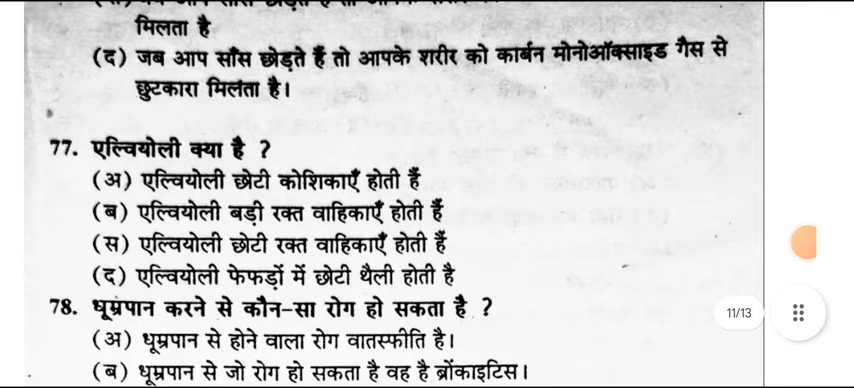 मिलता है
(द) जब आप साँस छोड़ते हैं तो आपके शरीर को कार्बन मोनोऑक्साइड गैस से
छुटकारा मिलता है।
77. एल्वियोली क्या है ?
(अ) एल्वियोली छोटी कोशिकाएँ होती हैं
(ब) एल्वियोली बड़ी रक्त वाहिकाएँ होती हैं
(स) एल्वियोली छोटी रक्त वाहिकाएँ होती हैं
(द) एल्वियोली फेफड़ों में छोटी थैली होती है
78. धूम्रपान करने से कौन-सा रोग हो सकता है ?
11/13
(अ) धूम्रपान से होने वाला रोग वातस्फीति है।
(ब) धूम्रपान से जो रोग हो सकता है वह है ब्रोंकाइटिस।